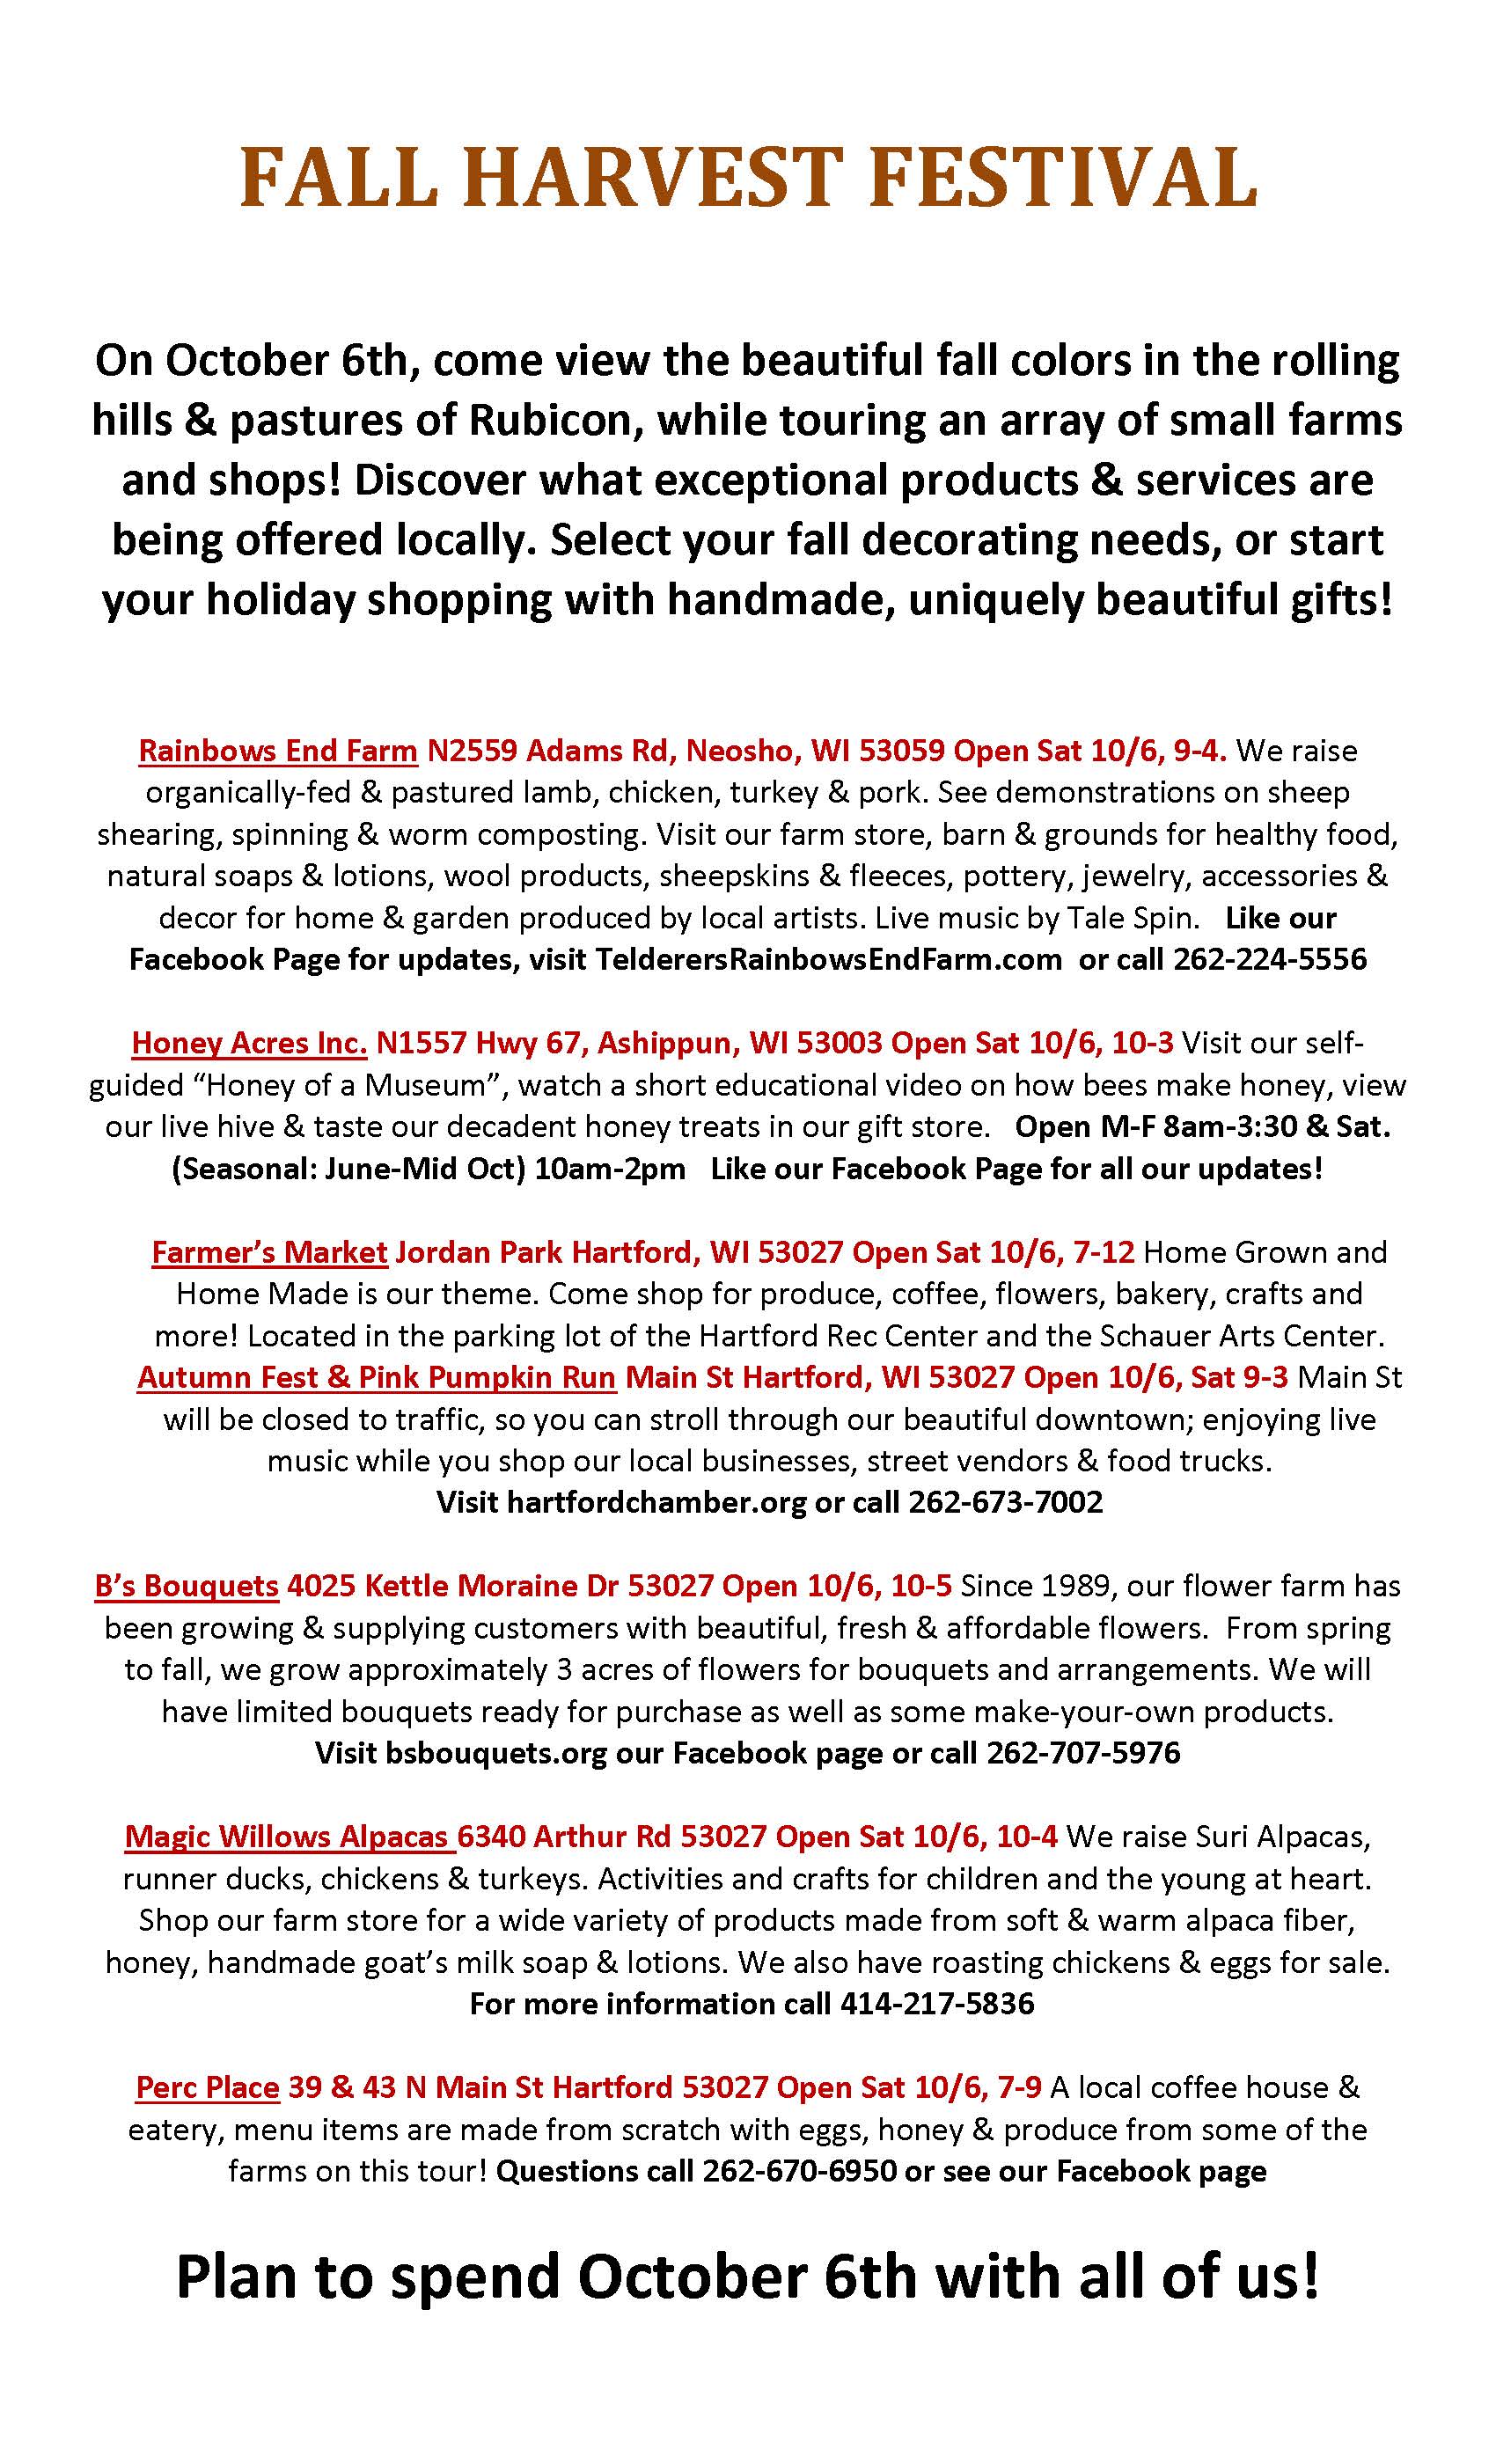 FALL HARVEST FESTIVAL
On October 6th, come view the beautiful fall colors in the rolling
hills & pastures of Rubicon, while touring an array of small farms
and shops! Discover what exceptional products & services are
being offered locally. Select your fall decorating needs, or start
your holiday shopping with handmade, uniquely beautiful gifts!
Rainbows End Farm N2559 Adams Rd, Neosho, WI 53059 Open Sat 10/6, 9-4. We raise
organically-fed & pastured lamb, chicken, turkey & pork. See demonstrations on sheep
shearing, spinning & worm composting. Visit our farm store, barn & grounds for healthy food,
natural soaps & lotions, wool products, sheepskins & fleeces, pottery, jewelry, accessories &
decor for home & garden produced by local artists. Live music by Tale Spin. Like our
Facebook Page for updates, visit TelderersRainbowsEndFarm.com or call 262-224-5556
Honey Acres Inc. N1557 Hwy 67, Ashippun, WI 53003 Open Sat 10/6, 10-3 Visit our self-
guided “Honey of a Museum”, watch a short educational video on how bees make honey, view
our live hive & taste our decadent honey treats in our gift store. Open M-F 8am-3:30 & Sat.
(Seasonal: June-Mid Oct) 10am-2pm Like our Facebook Page for all our updates!
Farmer’s Market Jordan Park Hartford, WI 53027 Open Sat 10/6, 7-12 Home Grown and
Home Made is our theme. Come shop for produce, coffee, flowers, bakery, crafts and
more! Located in the parking lot of the Hartford Rec Center and the Schauer Arts Center.
Autumn Fest & Pink Pumpkin Run Main St Hartford, WI 53027 Open 10/6, Sat 9-3 Main St
will be closed to traffic, so you can stroll through our beautiful downtown; enjoying live
music while you shop our local businesses, street vendors & food trucks.
Visit hartfordchamber.org or call 262-673-7002
B’s Bouquets 4025 Kettle Moraine Dr 53027 Open 10/6, 10-5 Since 1989, our flower farm has
been growing & supplying customers with beautiful, fresh & affordable flowers. From spring
to fall, we grow approximately 3 acres of flowers for bouquets and arrangements. We will
have limited bouquets ready for purchase as well as some make-your-own products.
Visit bsbouquets.org our Facebook page or call 262-707-5976
Magic Willows Alpacas 6340 Arthur Rd 53027 Open Sat 10/6, 10-4 We raise Suri Alpacas,
runner ducks, chickens & turkeys. Activities and crafts for children and the young at heart.
Shop our farm store for a wide variety of products made from soft & warm alpaca fiber,
honey, handmade goat’s milk soap & lotions. We also have roasting chickens & eggs for sale.
For more information call 414-217-5836
Perc Place 39 & 43 N Main St Hartford 53027 Open Sat 10/6, 7-9 A local coffee house &
eatery, menu items are made from scratch with eggs, honey & produce from some of the
farms on this tour! Questions call 262-670-6950 or see our Facebook page
Plan to spend October 6th with all of us!